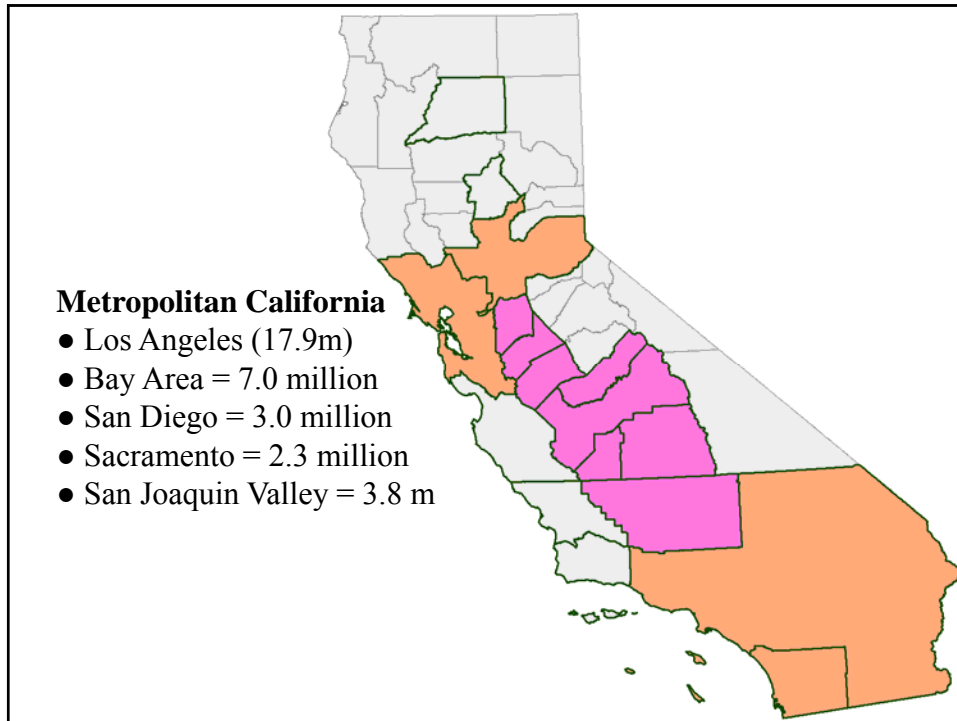 Metropolitan California
● Los Angeles (17.9m)
● Bay Area = 7.0 million
● San Diego = 3.0 million
● Sacramento = 2.3 million
● San Joaquin Valley = 3.8 m